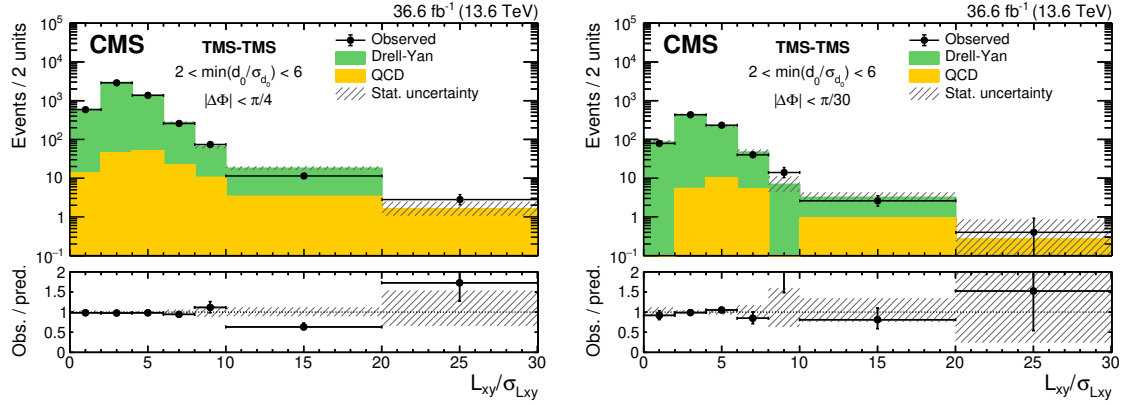 36.6 fb⁻¹ (13.6 TeV)
CMS
TMS-TMS
2 < min(d₀/σ_d₀) < 6
|ΔΦ| < π/4
Observed
Drell-Yan
QCD
Stat. uncertainty
Events / 2 units
10⁵
10⁴
10³
10²
10
1
10⁻¹
Obs. / pred.
2
1.5
1
0.5
0
0 5 10 15 20 25 30
L_xy/σ_Lxy
36.6 fb⁻¹ (13.6 TeV)
CMS
TMS-TMS
2 < min(d₀/σ_d₀) < 6
|ΔΦ| < π/30
Observed
Drell-Yan
QCD
Stat. uncertainty
Events / 2 units
10⁵
10⁴
10³
10²
10
1
10⁻¹
Obs. / pred.
2
1.5
1
0.5
0
0 5 10 15 20 25 30
L_xy/σ_Lxy